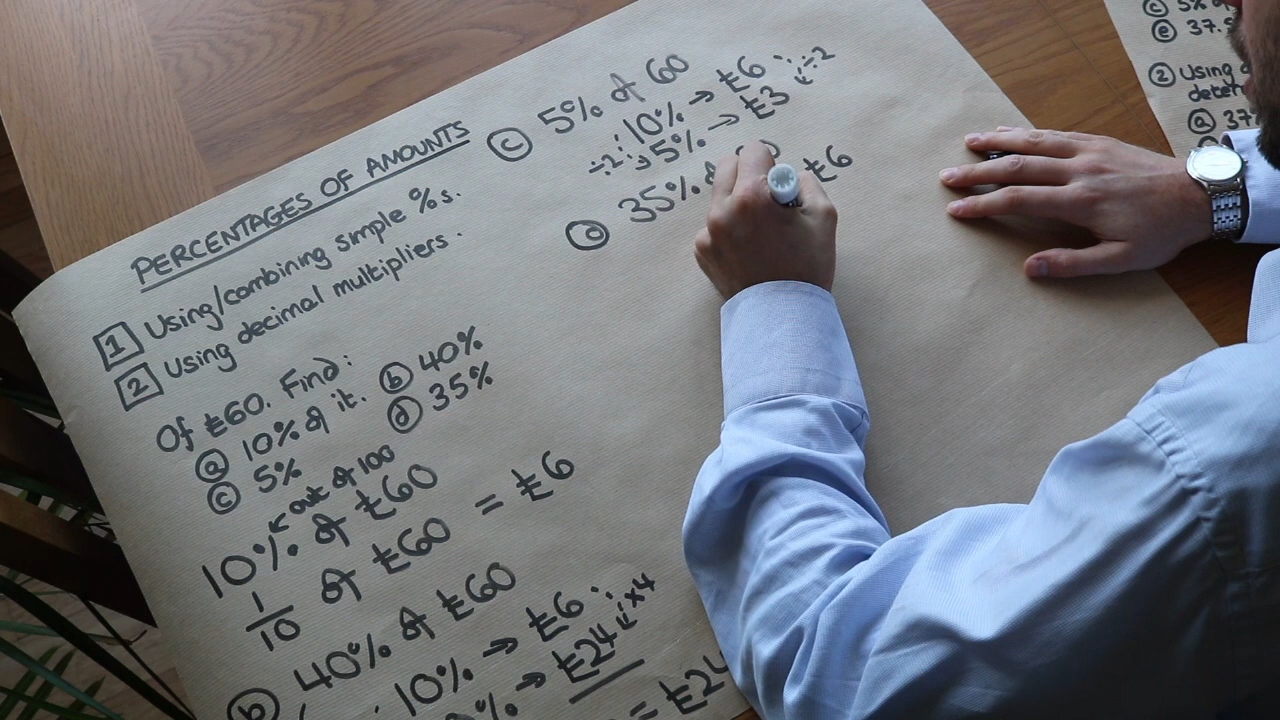 PERCENTAGES OF AMOUNTS
1 Using/combining simple %s.
2 Using decimal multipliers.
Of £60. Find:
a 10% of it. b 40%
c 5% d 35%
out of 100
10% of £60
1/10 of £60 = £6
b 40% of £60
10% → £6 ×4
% → £24
= £24
c 5% of 60
10% → £6 ÷2
÷2 5% → £3
35% £6
c 5%
e 37.5
2 Using
a 37